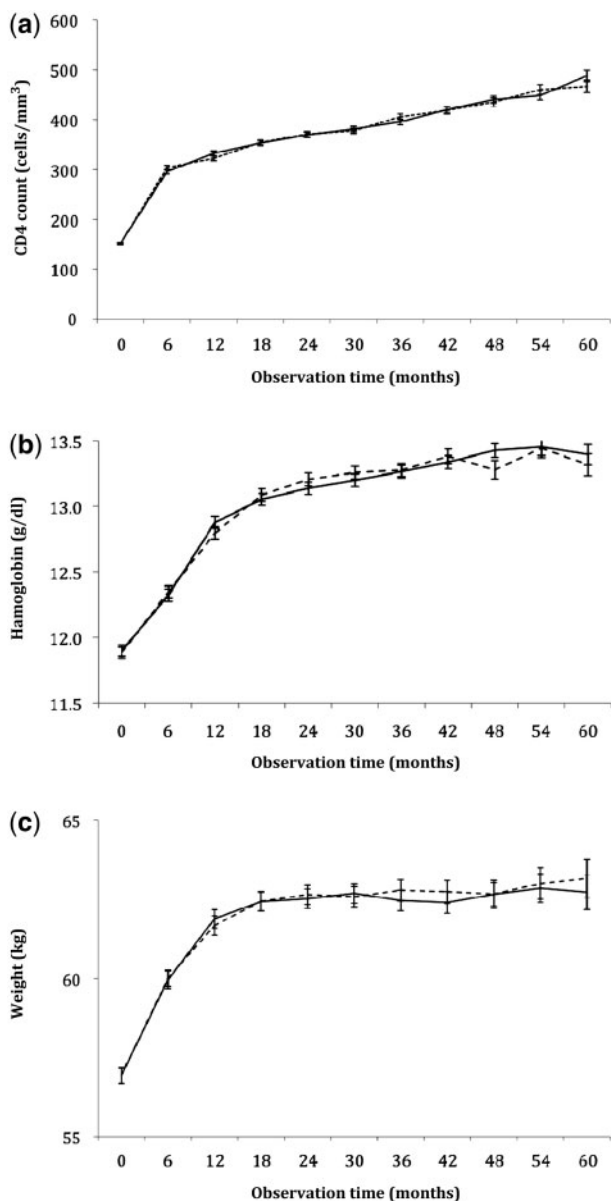 (a)
600
500
400
300
200
100
0
CD4 count (cells/mm³)
0 6 12 18 24 30 36 42 48 54 60
Observation time (months)
(b)
13.5
13.0
12.5
12.0
11.5
Hamoglobin (g/dl)
0 6 12 18 24 30 36 42 48 54 60
Observation time (months)
(c)
65
60
55
Weight (kg)
0 6 12 18 24 30 36 42 48 54 60
Observation time (months)